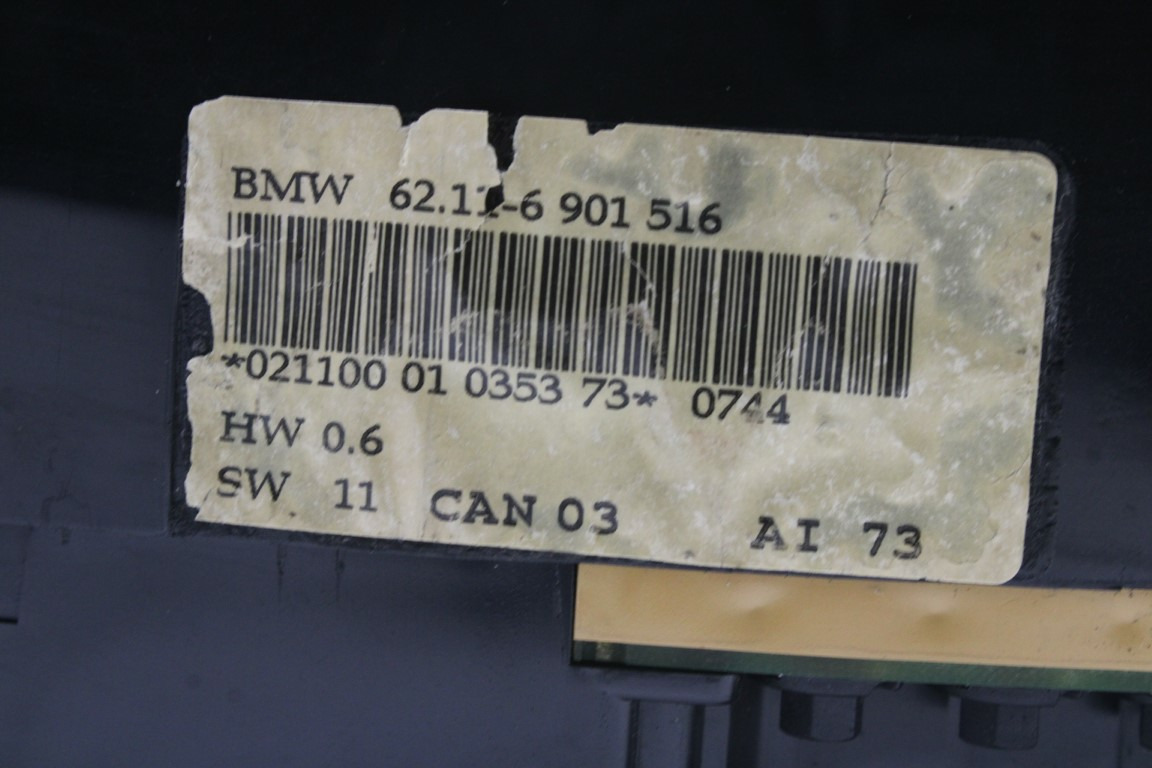 BMW 62.11-6 901 516
*021100 01 0353 73* 0744
HW 0.6
SW 11 CAN 03 AI 73